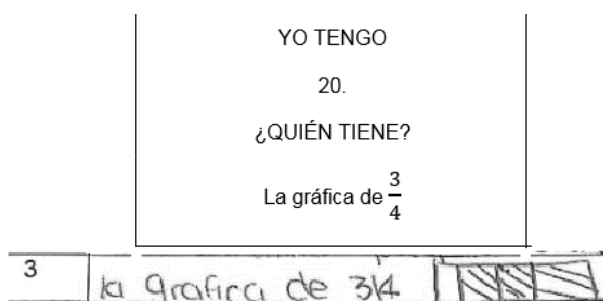 YO TENGO
20.
¿QUIÉN TIENE?
La gráfica de 3/4
3 la grafica de 3/4